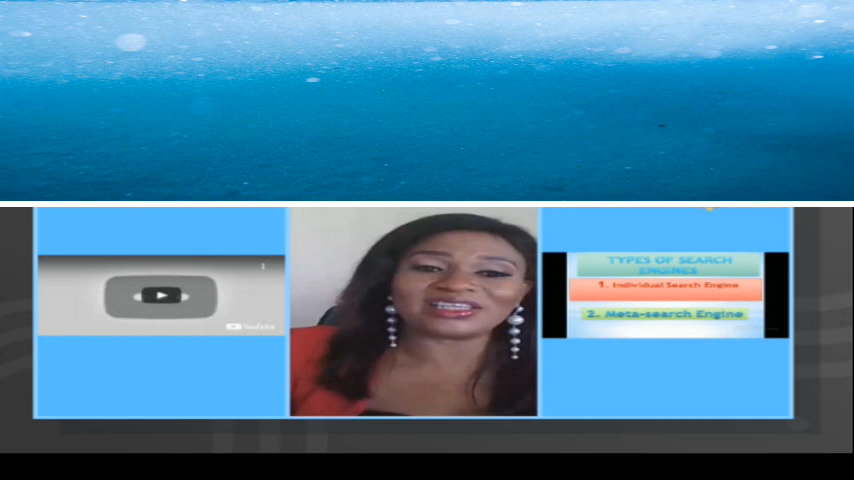 YouTube
TYPES OF SEARCH
ENGINES
1. Individual Search Engine
2. Meta-search Engine